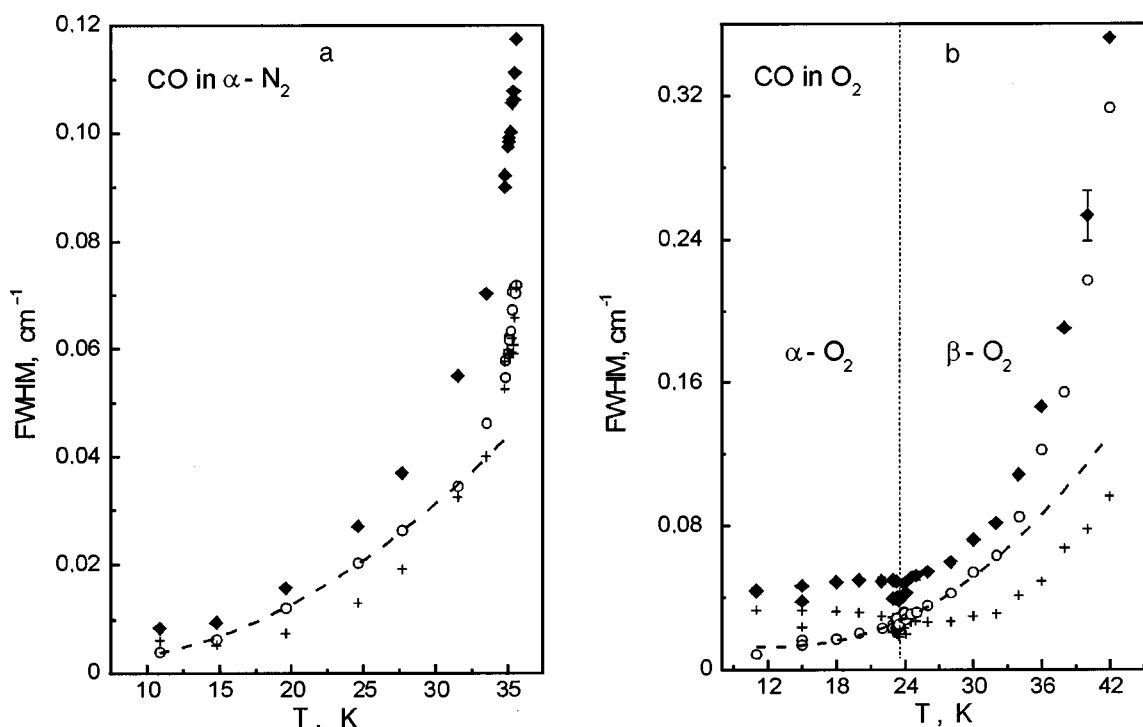 a
CO in α - N₂
0,12
0.10
0.08
0.06
0.04
0.02
0
FWHM, cm⁻¹
10
15
20
25
30
35
T , K
b
CO in O₂
0.32
0.24
0.16
0.08
0
FWHM, cm⁻¹
α - O₂
β - O₂
12
18
24
30
36
42
T , K